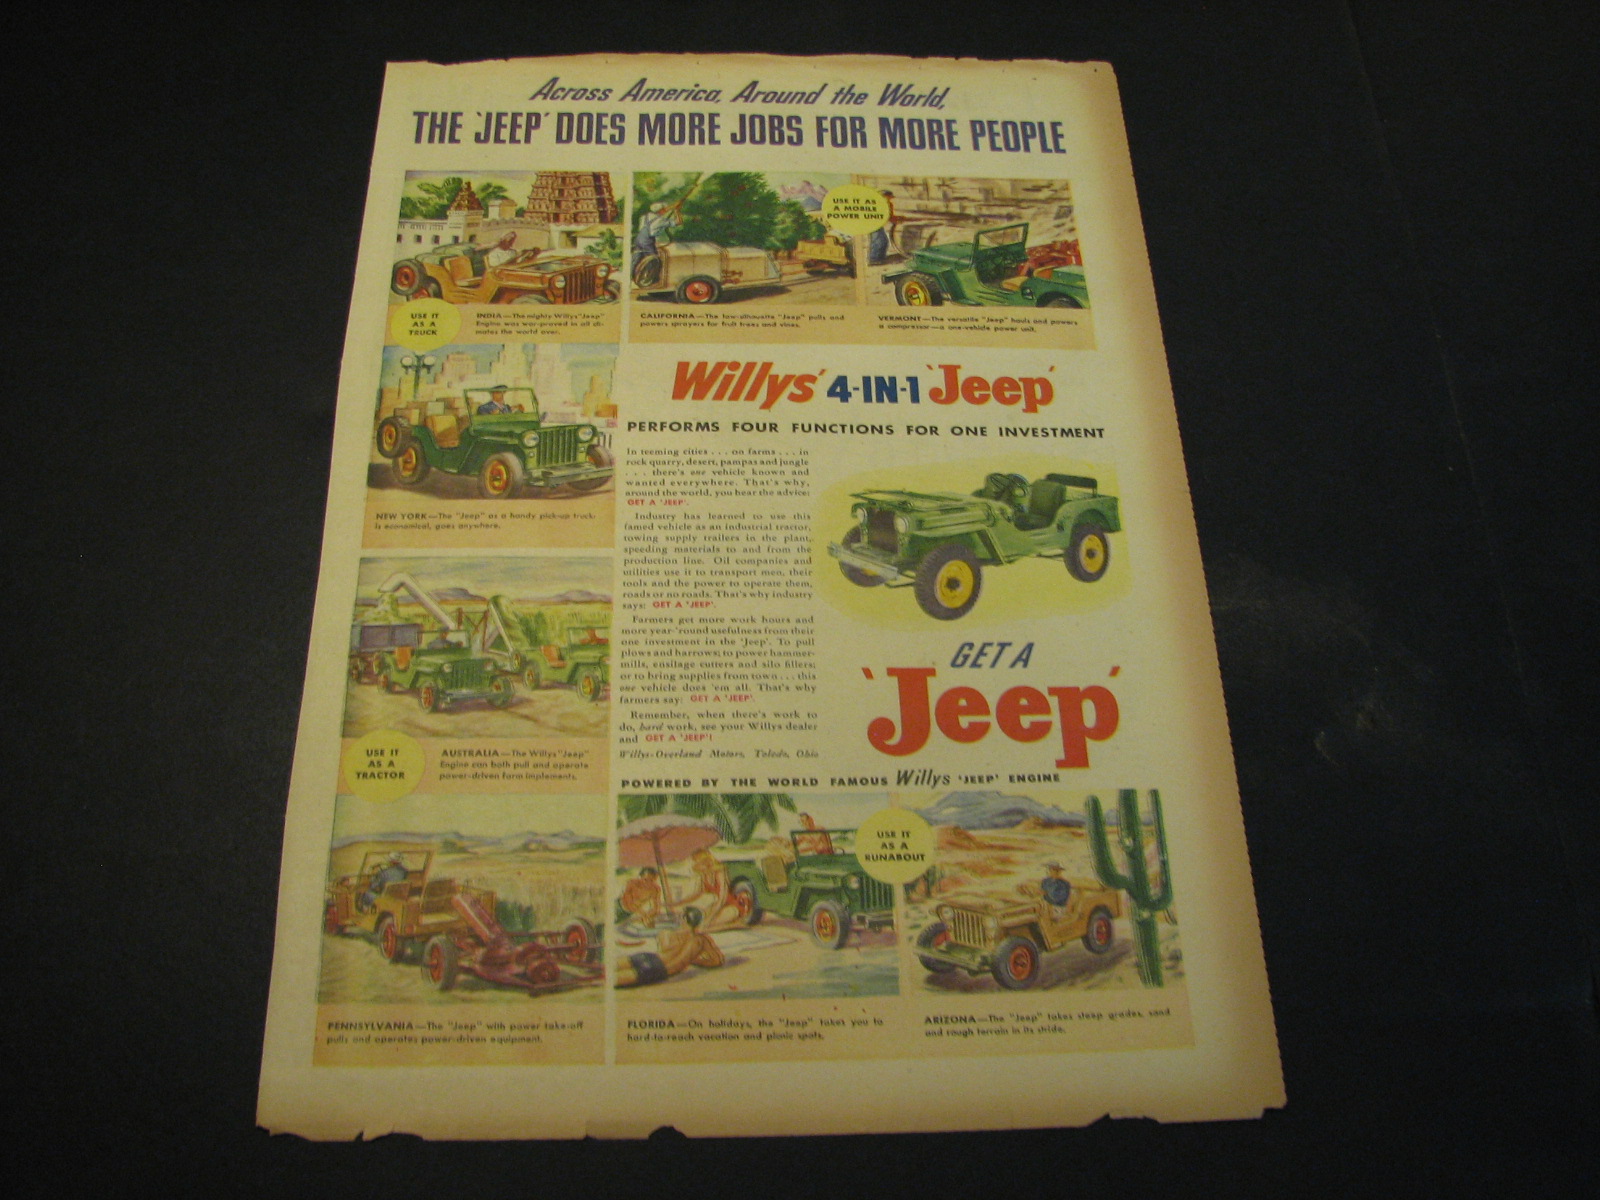 Across America, Around the World,
THE 'JEEP' DOES MORE JOBS FOR MORE PEOPLE
USE IT AS
A MOBILE
POWER UNIT
USE IT
AS A
TRUCK
INDIA—The mighty Willys "Jeep"
Engine was war-proved in all cli-
mates the world over.
CALIFORNIA—The low-silhouette "Jeep" pulls and
powers sprayers for fruit trees and vines.
VERMONT—The versatile "Jeep" hauls and powers
a compressor—a one-vehicle power unit.
Willys' 4-IN-1 'Jeep'
PERFORMS FOUR FUNCTIONS FOR ONE INVESTMENT
In teeming cities . . . on farms . . . in
rock quarry, desert, pampas and jungle
. . . there's one vehicle known and
wanted everywhere. That's why,
around the world, you hear the advice:
GET A 'JEEP'.
Industry has learned to use this
famed vehicle as an industrial tractor,
towing supply trailers in the plant,
speeding materials to and from the
production line. Oil companies and
utilities use it to transport men, their
tools and the power to operate them,
roads or no roads. That's why industry
says: GET A 'JEEP'.
Farmers get more work hours and
more year-'round usefulness from their
one investment in the 'Jeep'. To pull
plows and harrows; to power hammer-
mills, ensilage cutters and silo fillers;
or to bring supplies from town . . . this
one vehicle does 'em all. That's why
farmers say: GET A 'JEEP'.
Remember, when there's work to
do, hard work, see your Willys dealer
and GET A 'JEEP'!
Willys-Overland Motors, Toledo, Ohio
GET A
'Jeep'
POWERED BY THE WORLD FAMOUS Willys 'JEEP' ENGINE
NEW YORK—The "Jeep" as a handy pick-up truck,
is economical, goes anywhere.
USE IT
AS A
TRACTOR
AUSTRALIA—The Willys "Jeep"
Engine can both pull and operate
power-driven farm implements.
USE IT
AS A
RUNABOUT
PENNSYLVANIA—The "Jeep" with power take-off
pulls and operates power-driven equipment.
FLORIDA—On holidays, the "Jeep" takes you to
hard-to-reach vacation and picnic spots.
ARIZONA—The "Jeep" takes steep grades, sand
and rough terrain in its stride.